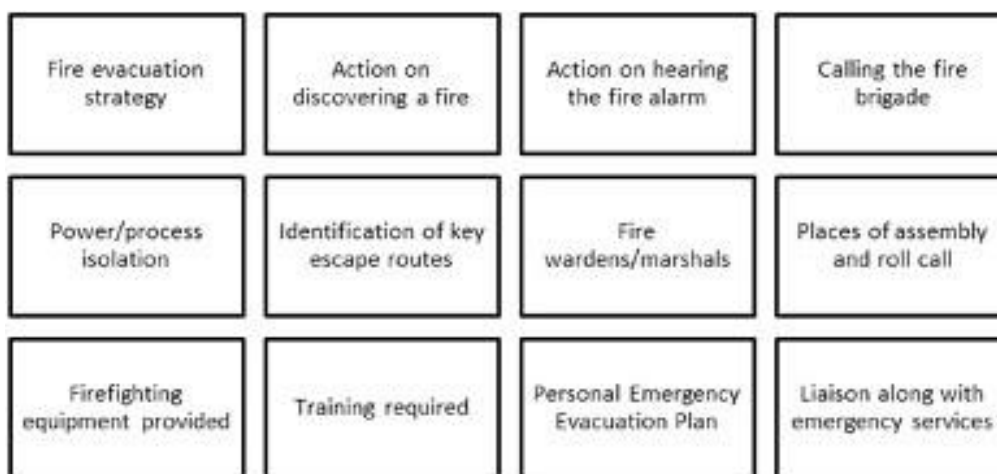 Fire evacuation
strategy
Action on
discovering a fire
Action on hearing
the fire alarm
Calling the fire
brigade
Power/process
isolation
Identification of key
escape routes
Fire
wardens/marshals
Places of assembly
and roll call
Firefighting
equipment provided
Training required
Personal Emergency
Evacuation Plan
Liaison along with
emergency services